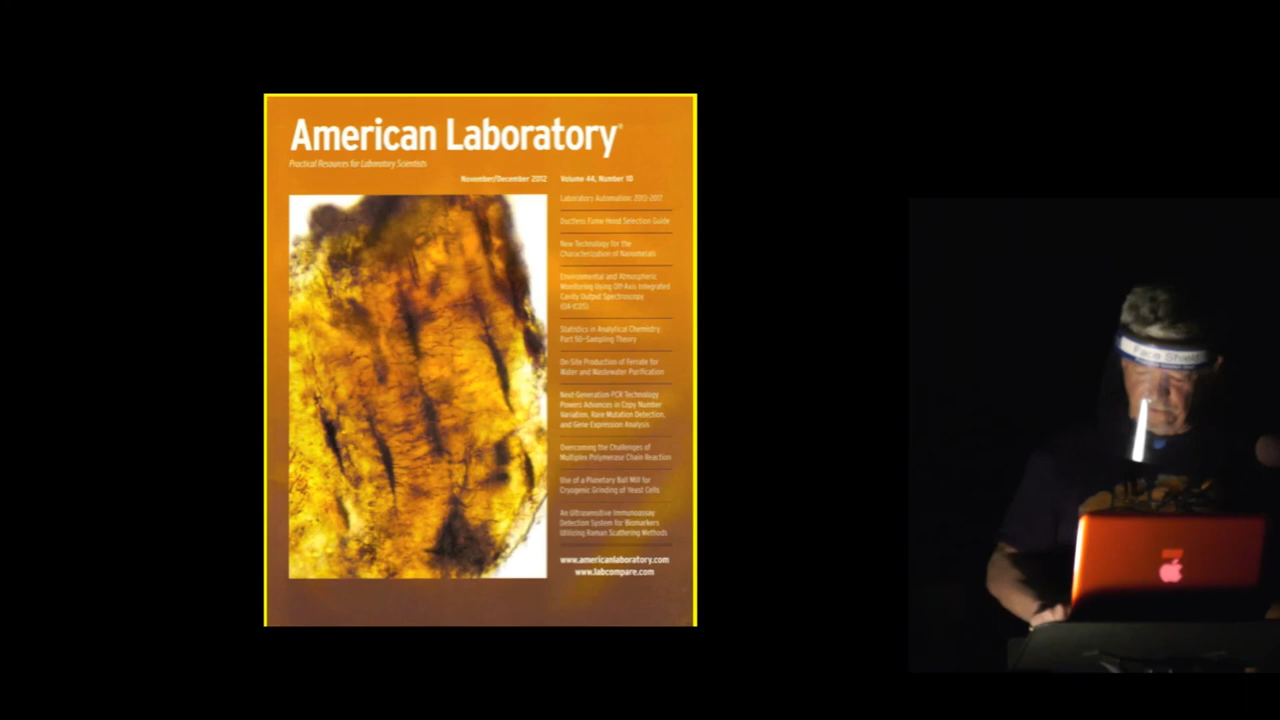 American Laboratory®
Practical Resources for Laboratory Scientists
November/December 2012
Volume 44, Number 10
Laboratory Automation: 2012-2017
Ductless Fume Hood Selection Guide
New Technology for the
Characterization of Nanometals
Environmental and Atmospheric
Monitoring Using Off-Axis Integrated
Cavity Output Spectroscopy
(OA-ICOS)
Statistics in Analytical Chemistry:
Part 50—Sampling Theory
On-Site Production of Ferrate for
Water and Wastewater Purification
Next-Generation PCR Technology
Powers Advances in Copy Number
Variation, Rare Mutation Detection,
and Gene Expression Analysis
Overcoming the Challenges of
Multiplex Polymerase Chain Reaction
Use of a Planetary Ball Mill for
Cryogenic Grinding of Yeast Cells
An Ultrasensitive Immunoassay
Detection System for Biomarkers
Utilizing Raman Scattering Methods
www.americanlaboratory.com
www.labcompare.com
Face Shield